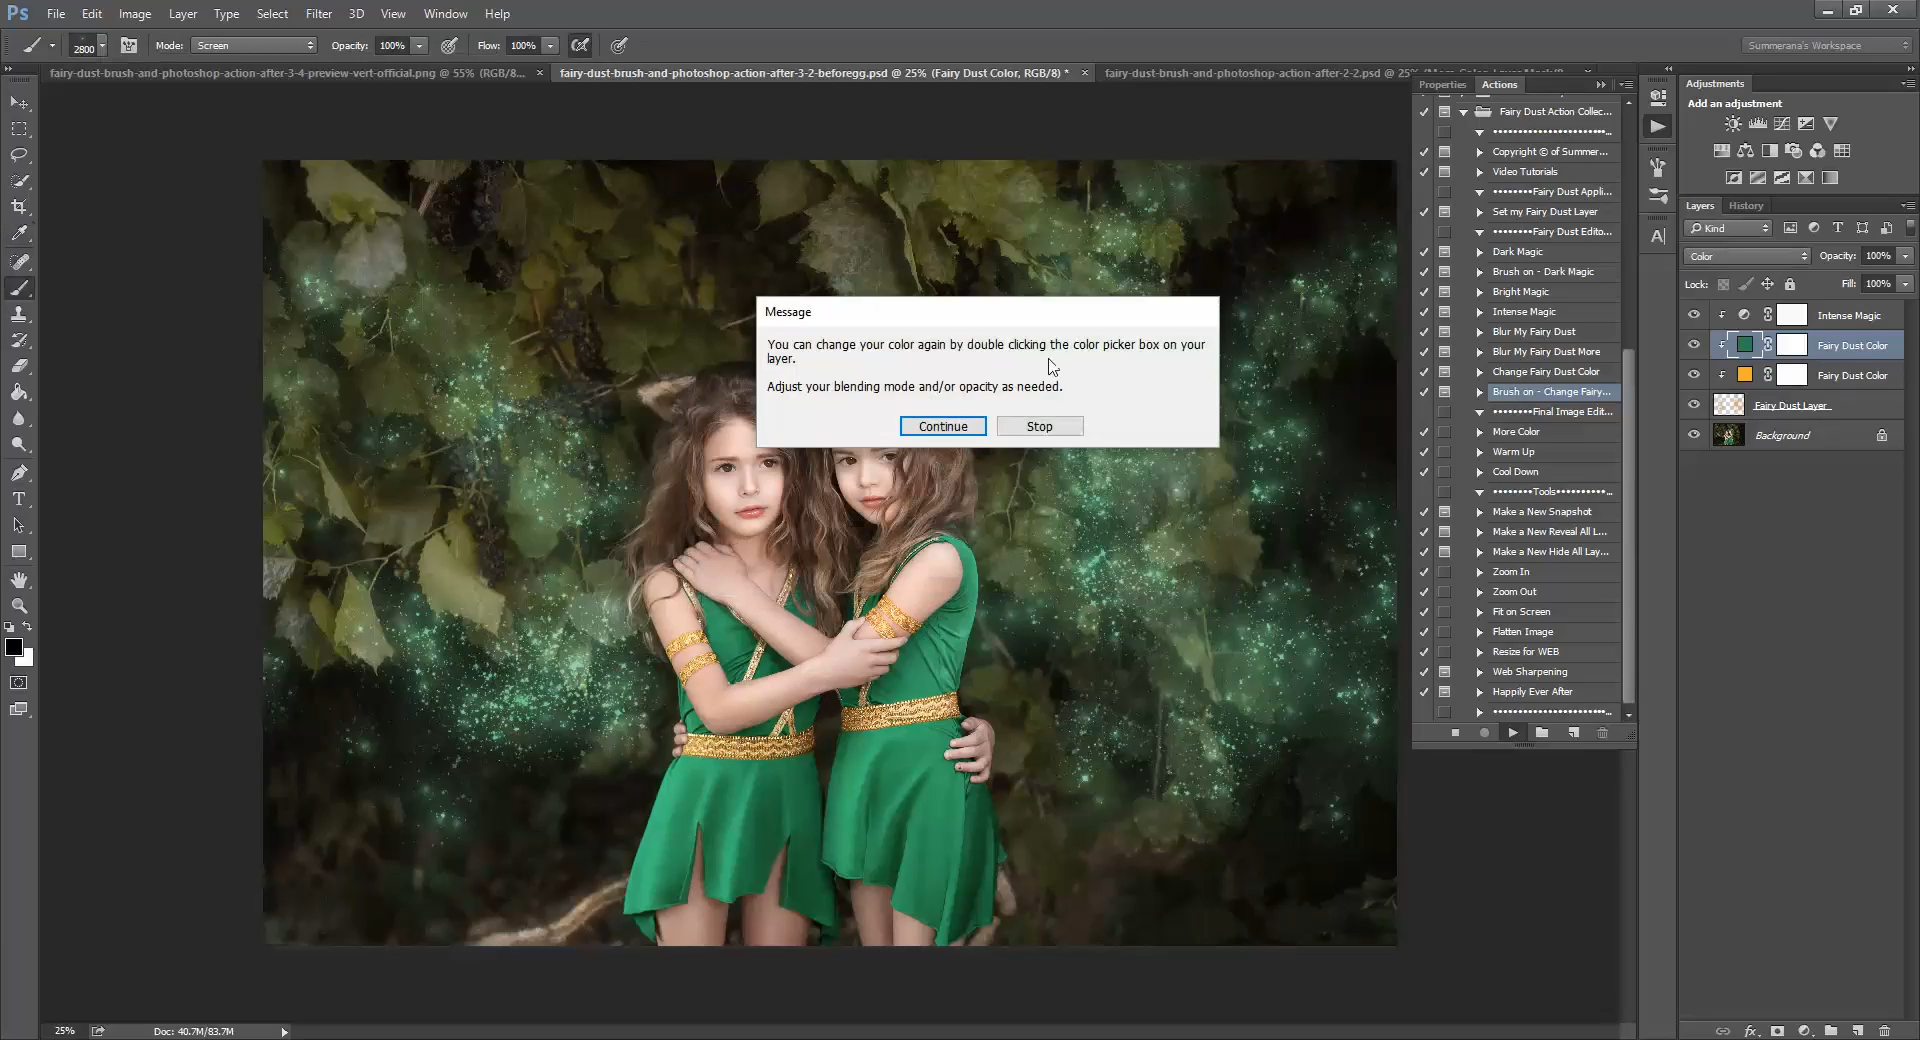 Ps File Edit Image Layer Type Select Filter 3D View Window Help
2800 Mode: Screen Opacity: 100% Flow: 100% Summerana's Workspace
fairy-dust-brush-and-photoshop-action-after-3-4-preview-vert-official.png @ 55% (RGB/8... × fairy-dust-brush-and-photoshop-action-after-3-2-beforegg.psd @ 25% (Fairy Dust Color, RGB/8) * × fairy-dust-brush-and-photoshop-action-after-2-2.psd @ 25%
Properties Actions
Fairy Dust Action Collec...
Copyright © of Summer...
Video Tutorials
••••••••Fairy Dust Appli...
Set my Fairy Dust Layer
••••••••Fairy Dust Edito...
Dark Magic
Brush on - Dark Magic
Bright Magic
Intense Magic
Blur My Fairy Dust
Blur My Fairy Dust More
Change Fairy Dust Color
Brush on - Change Fairy...
••••••••Final Image Edit...
More Color
Warm Up
Cool Down
••••••••Tools••••••••••...
Make a New Snapshot
Make a New Reveal All L...
Make a New Hide All Lay...
Zoom In
Zoom Out
Fit on Screen
Flatten Image
Resize for WEB
Web Sharpening
Happily Ever After
Adjustments
Add an adjustment
Layers History
Kind
Color Opacity: 100%
Lock: Fill: 100%
Intense Magic
Fairy Dust Color
Fairy Dust Color
Fairy Dust Layer
Background
Message
You can change your color again by double clicking the color picker box on your
layer.
Adjust your blending mode and/or opacity as needed.
Continue Stop
25% Doc: 40.7M/83.7M